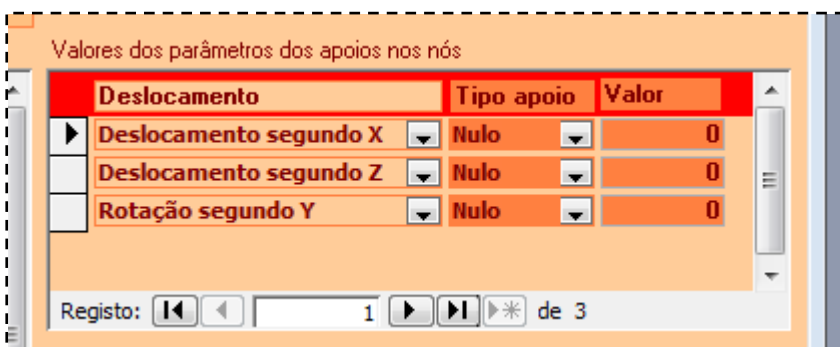 Valores dos parâmetros dos apoios nos nós
Deslocamento Tipo apoio Valor
Deslocamento segundo X Nulo 0
Deslocamento segundo Z Nulo 0
Rotação segundo Y Nulo 0
Registo: 1 de 3